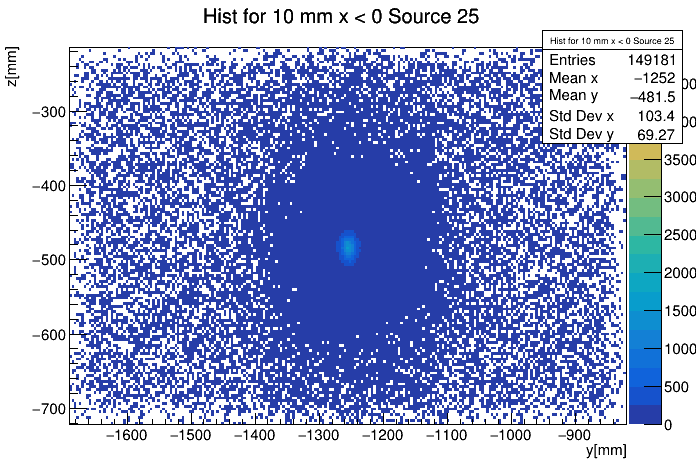 Hist for 10 mm x < 0 Source 25
Hist for 10 mm x < 0 Source 25
Entries 149181
Mean x −1252
Mean y −481.5
Std Dev x 103.4
Std Dev y 69.27
z[mm]
−300
−400
−500
−600
−700
3500
3000
2500
2000
1500
1000
500
0
−1600 −1500 −1400 −1300 −1200 −1100 −1000 −900
y[mm]